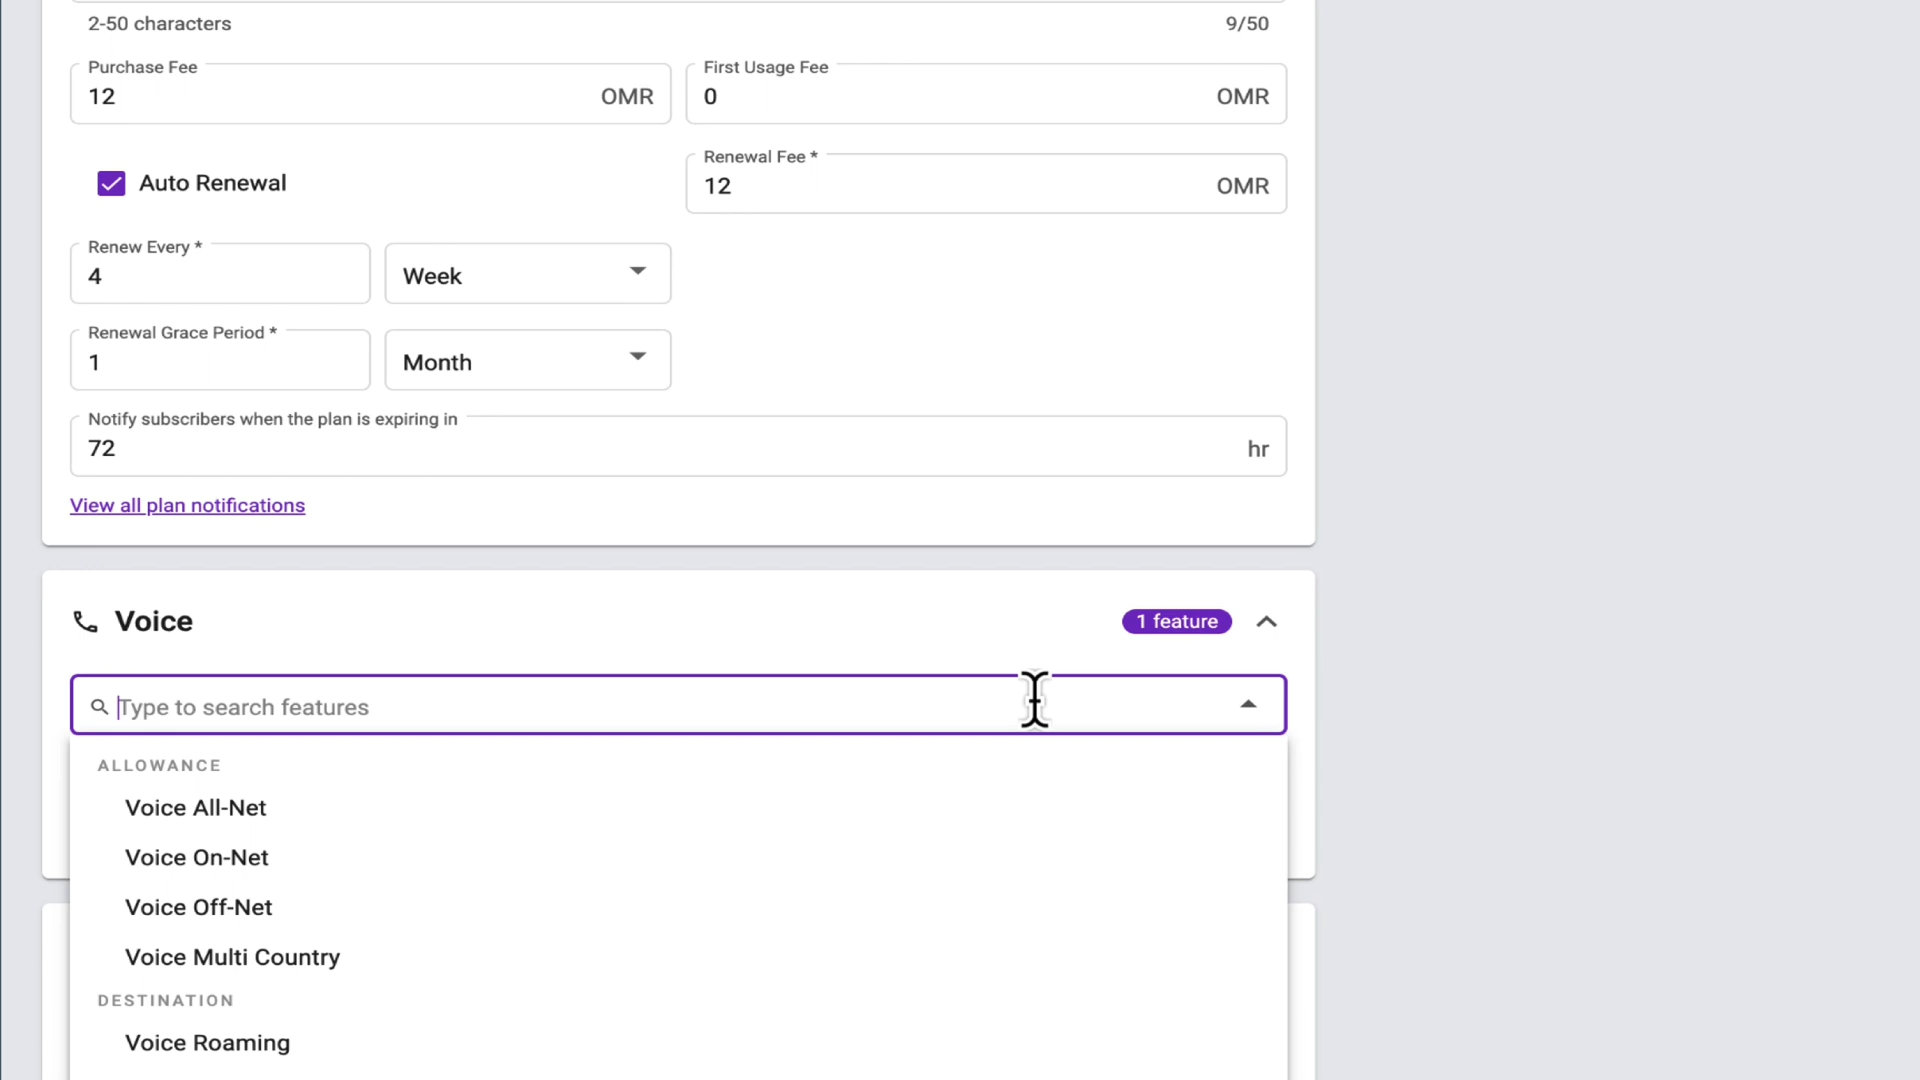 2-50 characters 9/50
Purchase Fee First Usage Fee
12 OMR 0 OMR
Renewal Fee *
Auto Renewal 12 OMR
Renew Every *
4 Week
Renewal Grace Period *
1 Month
Notify subscribers when the plan is expiring in
72 hr
View all plan notifications
Voice 1 feature
Type to search features
ALLOWANCE
Voice All-Net
Voice On-Net
Voice Off-Net
Voice Multi Country
DESTINATION
Voice Roaming